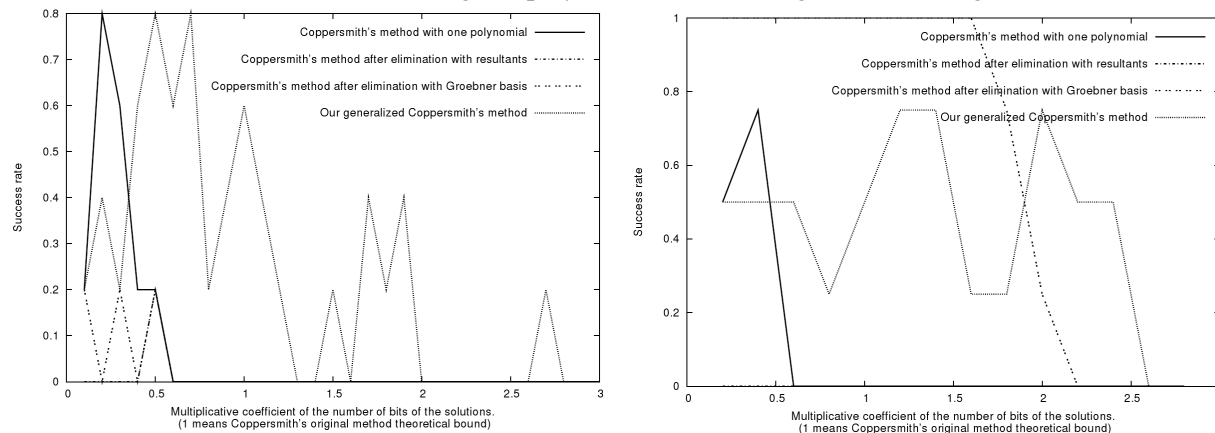 0.8
0.7
0.6
0.5
0.4
0.3
0.2
0.1
0
Success rate
Coppersmith's method with one polynomial
Coppersmith's method after elimination with resultants
Coppersmith's method after elimination with Groebner basis
Our generalized Coppersmith's method
0 0.5 1 1.5 2 2.5 3
Multiplicative coefficient of the number of bits of the solutions.
(1 means Coppersmith's original method theoretical bound)
1
0.8
0.6
0.4
0.2
0
Success rate
Coppersmith's method with one polynomial
Coppersmith's method after elimination with resultants
Coppersmith's method after elimination with Groebner basis
Our generalized Coppersmith's method
0 0.5 1 1.5 2 2.5
Multiplicative coefficient of the number of bits of the solutions.
(1 means Coppersmith's original method theoretical bound)